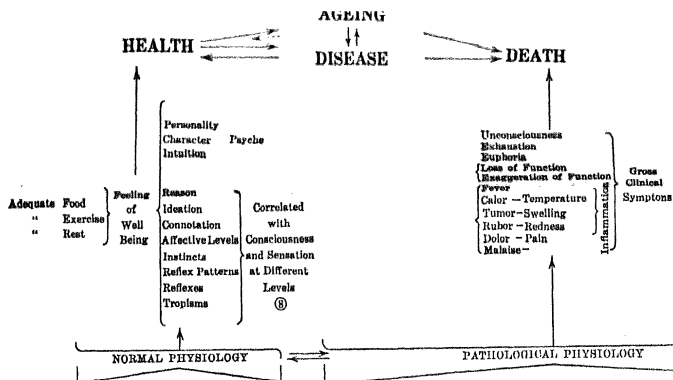 AGEING
HEALTH
DISEASE
DEATH
Personality
Character Psyche
Intuition
Reason
Ideation
Connotation
Affective Levels
Instincts
Reflex Patterns
Reflexes
Tropisms
Adequate Food
" Exercise
" Rest
Feeling
of
Well
Being
Correlated
with
Consciousness
and Sensation
at Different
Levels
⑧
Unconsciousness
Exhaustion
Euphoria
Loss of Function
Exaggeration of Function
Fever
Calor - Temperature
Tumor - Swelling
Rubor - Redness
Dolor - Pain
Malaise -
Inflammation
Gross
Clinical
Symptons
NORMAL PHYSIOLOGY
PATHOLOGICAL PHYSIOLOGY